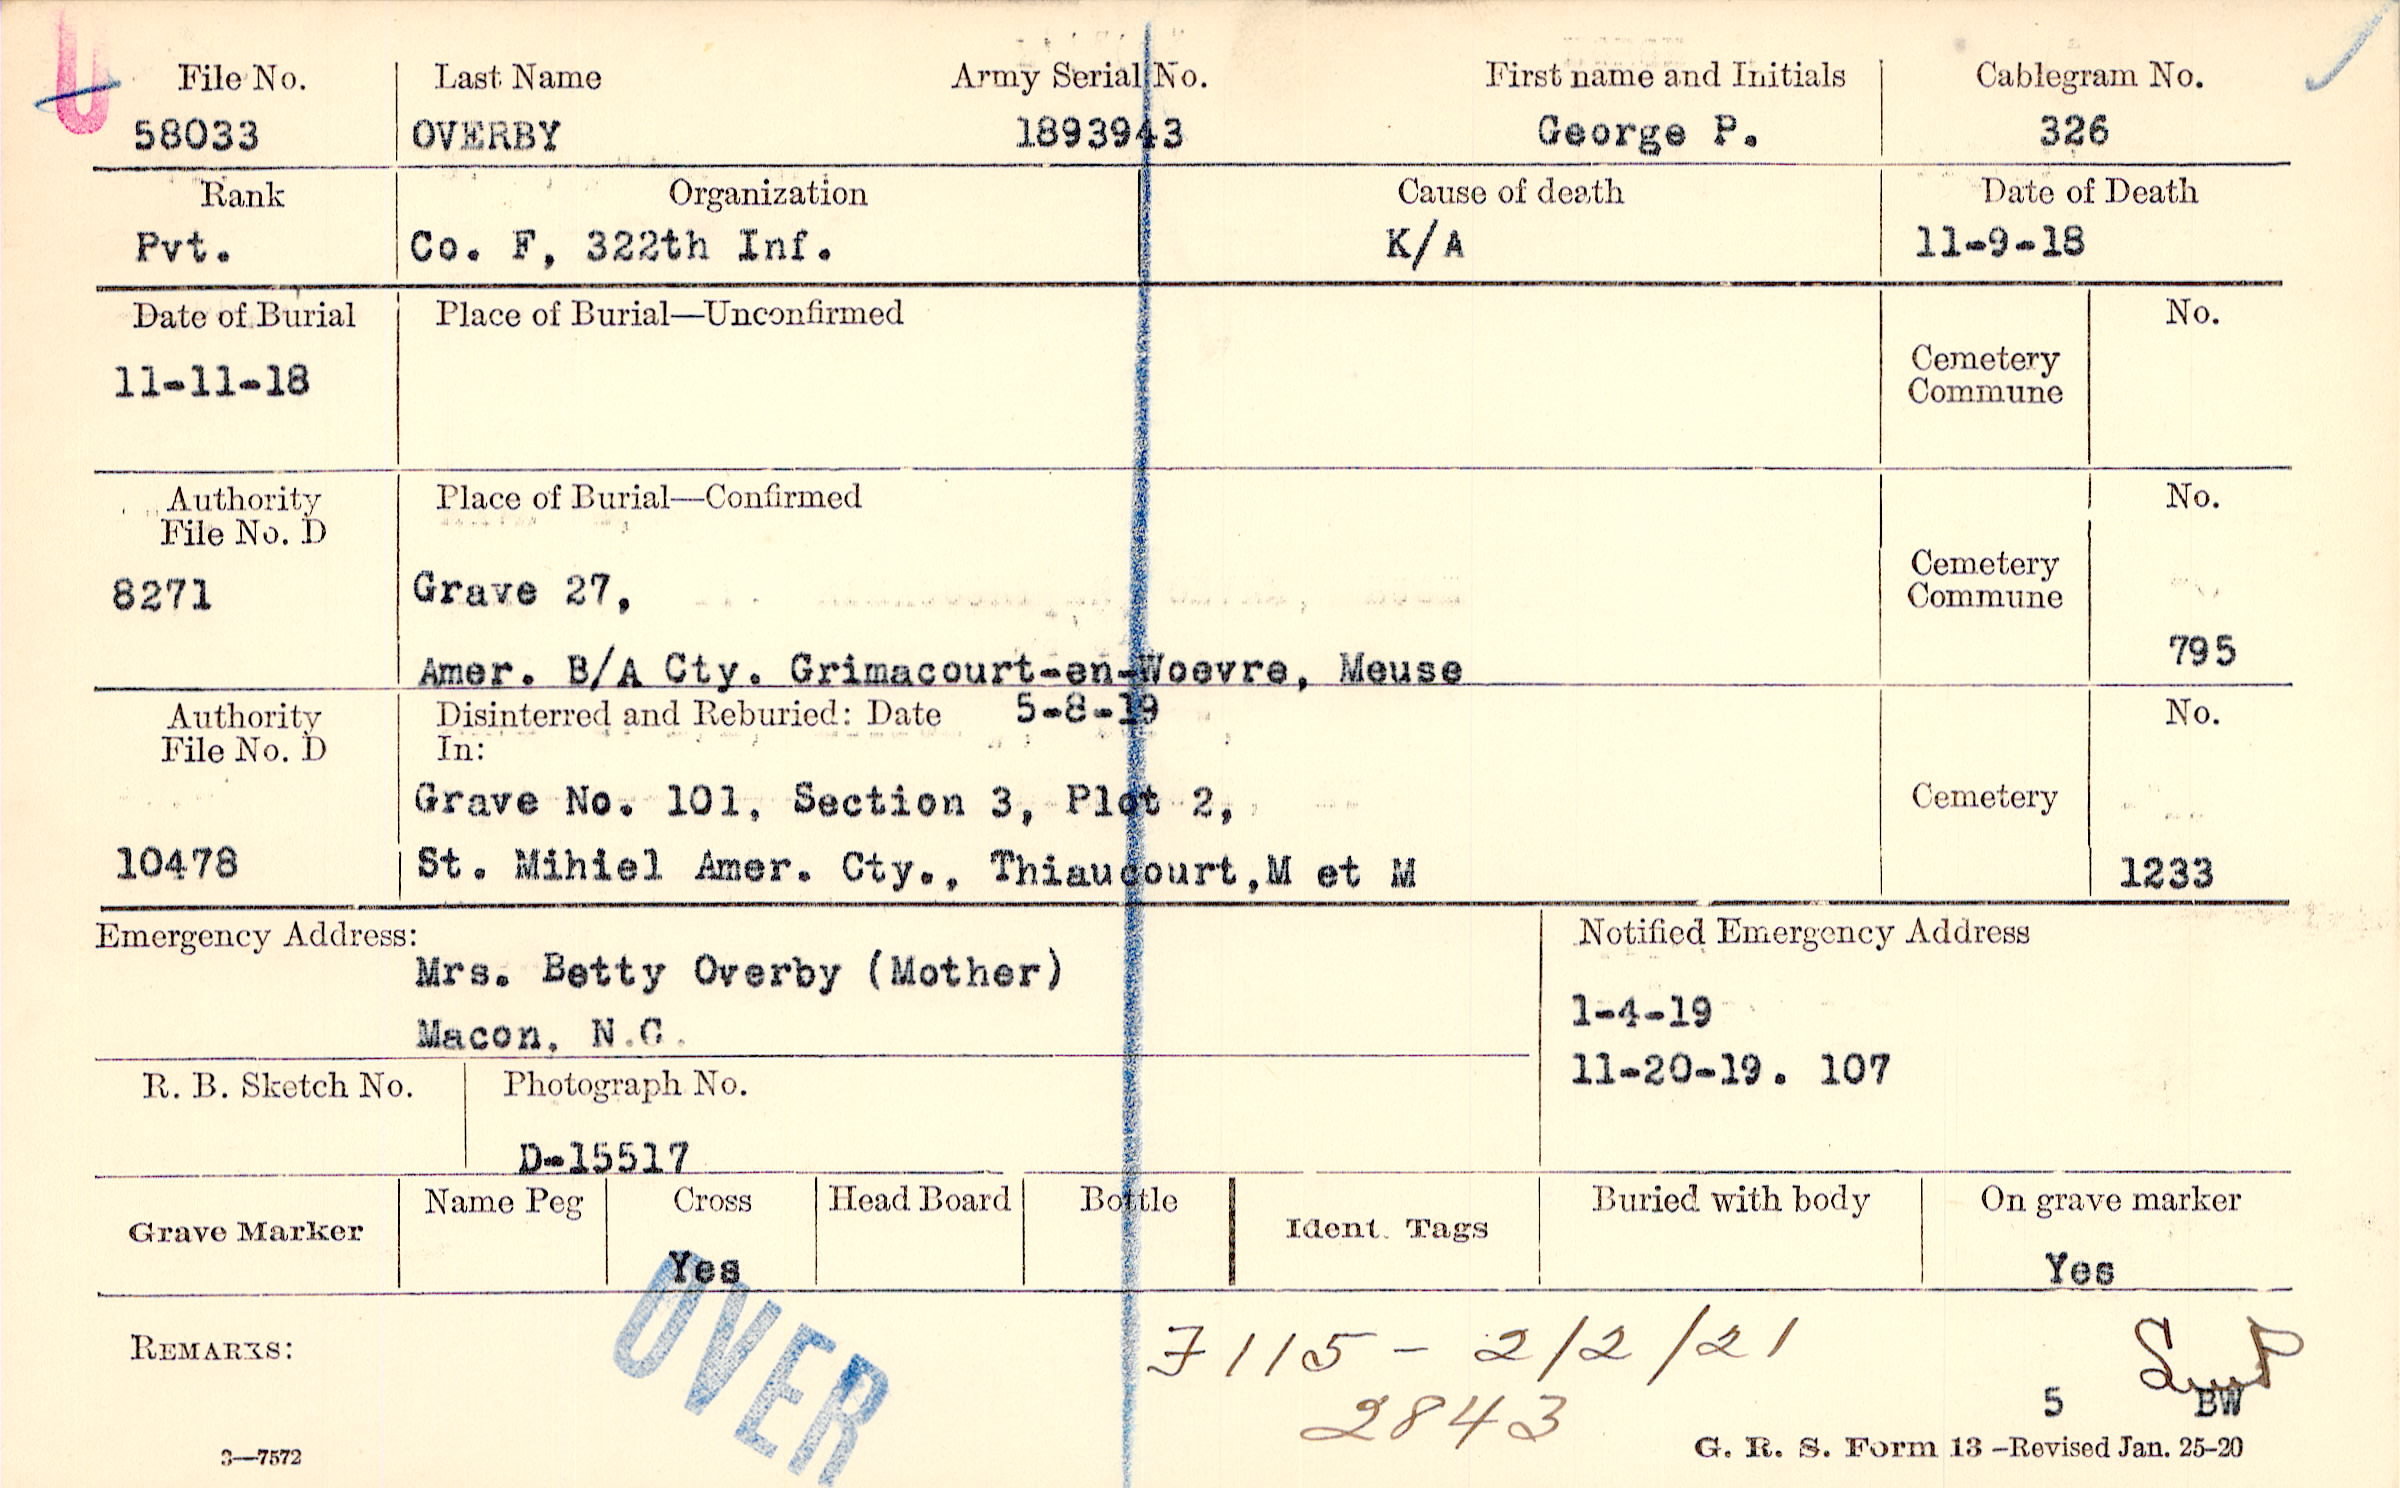 U
File No. Last Name Army Serial No. First name and Initials Cablegram No.
58033 OVERBY 1893943 George P. 326
Rank Organization Cause of death Date of Death
Pvt. Co. F, 322th Inf. K/A 11-9-18
Date of Burial Place of Burial—Unconfirmed No.
11-11-18 Cemetery
Commune
Authority Place of Burial—Confirmed No.
File No. D
8271 Grave 27, Cemetery
Commune
Amer. B/A Cty. Grimacourt-en-Woevre, Meuse 795
Authority Disinterred and Reburied: Date 5-8-19 No.
File No. D In:
Grave No. 101, Section 3, Plot 2, Cemetery
10478 St. Mihiel Amer. Cty., Thiaucourt,M et M 1233
Emergency Address: Notified Emergency Address
Mrs. Betty Overby (Mother)
Macon, N.C. 1-4-19
11-20-19. 107
R. B. Sketch No. Photograph No.
D-15517
Grave Marker Name Peg Cross Head Board Bottle Ident. Tags Buried with body On grave marker
Yes Yes
OVER
REMARKS: 7115 - 2/2/21
2843
5 BW
3—7572 G. R. S. Form 13 –Revised Jan. 25-20